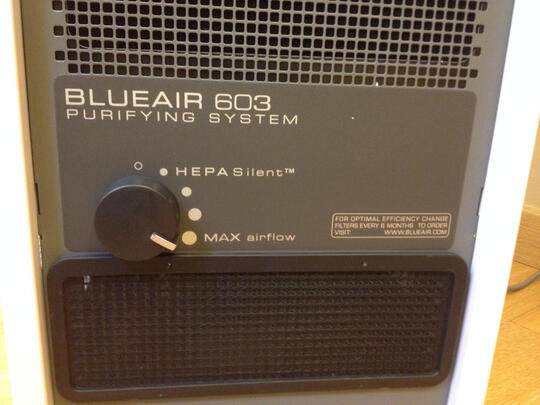 BLUEAIR 603
PURIFYING SYSTEM
HEPASilent™
MAX airflow
FOR OPTIMAL EFFICIENCY CHANGE
FILTERS EVERY 6 MONTHS TO ORDER
VISIT: WWW.BLUEAIR.COM